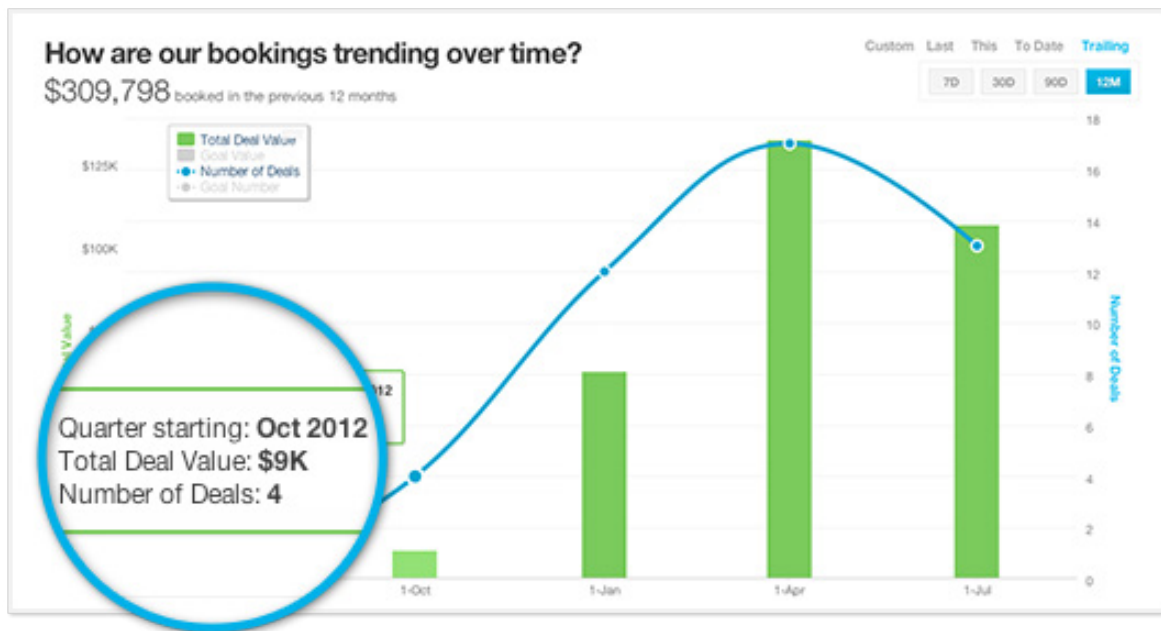 How are our bookings trending over time?
$309,798 booked in the previous 12 months
Custom Last This To Date Trailing
7D 30D 90D 12M
Total Deal Value
Goal Value
Number of Deals
Goal Number
$125K
$100K
Value
012
Quarter starting: Oct 2012
Total Deal Value: $9K
Number of Deals: 4
18
16
14
12
10
8
6
4
2
0
Number of Deals
1-Oct 1-Jan 1-Apr 1-Jul